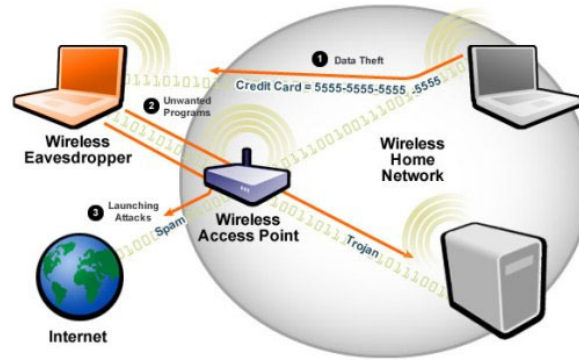 1 Data Theft
Credit Card = 5555-5555-5555 -5555
2 Unwanted
Programs
Wireless
Eavesdropper
Wireless
Home
Network
3 Launching
Attacks
Spam
Wireless
Access Point
Trojan
Internet